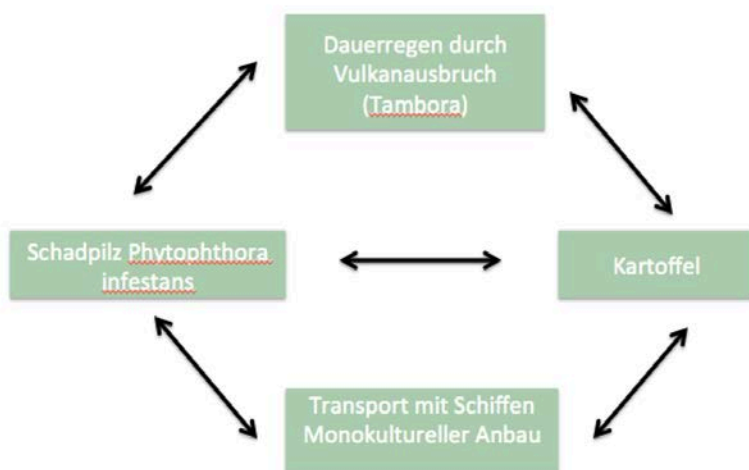 Dauerregen durch
Vulkanausbruch
(Tambora)
Schadpilz Phytophthora
infestans
Kartoffel
Transport mit Schiffen
Monokultureller Anbau